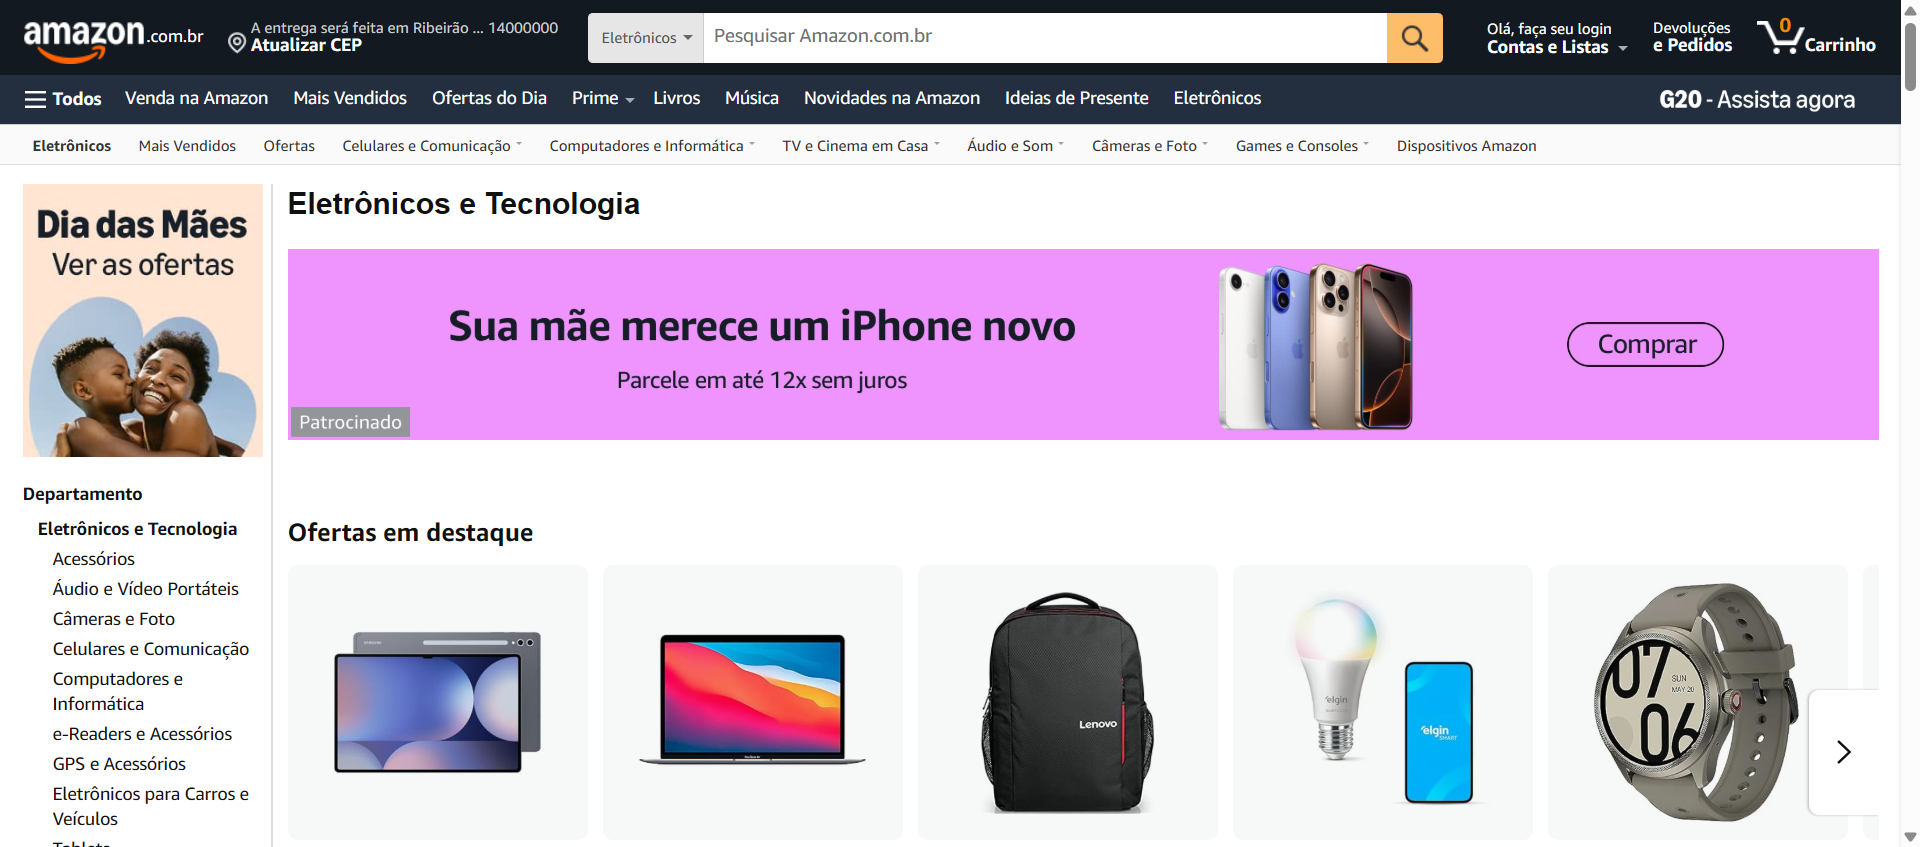 amazon.com.br
A entrega será feita em Ribeirão ... 14000000
Atualizar CEP
Eletrônicos
Pesquisar Amazon.com.br
Olá, faça seu login
Contas e Listas
Devoluções
e Pedidos
0
Carrinho
Todos
Venda na Amazon
Mais Vendidos
Ofertas do Dia
Prime
Livros
Música
Novidades na Amazon
Ideias de Presente
Eletrônicos
G20 - Assista agora
Eletrônicos
Mais Vendidos
Ofertas
Celulares e Comunicação
Computadores e Informática
TV e Cinema em Casa
Áudio e Som
Câmeras e Foto
Games e Consoles
Dispositivos Amazon
Dia das Mães
Ver as ofertas
Departamento
Eletrônicos e Tecnologia
Acessórios
Áudio e Vídeo Portáteis
Câmeras e Foto
Celulares e Comunicação
Computadores e
Informática
e-Readers e Acessórios
GPS e Acessórios
Eletrônicos para Carros e
Veículos
Tablets
Eletrônicos e Tecnologia
Sua mãe merece um iPhone novo
Parcele em até 12x sem juros
Comprar
Patrocinado
Ofertas em destaque
Lenovo
elgin
elgin
SMART
07
SUN
MAY 20
06